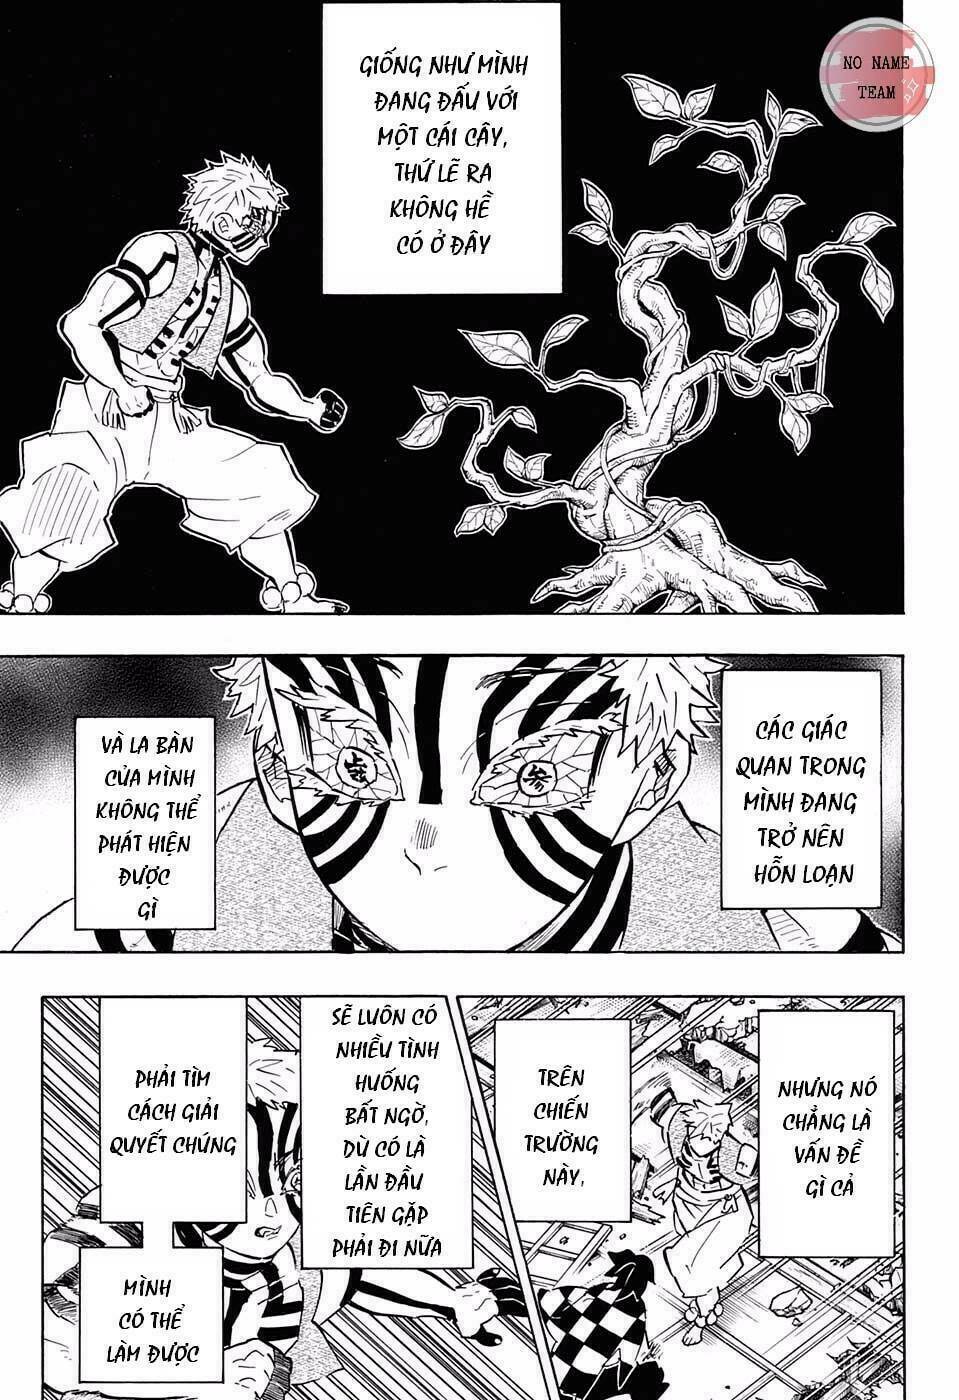 GIỐNG NHƯ MÌNH
ĐANG ĐẤU VỚI
MỘT CÁI CÂY,
THỨ LẼ RA
KHÔNG HỀ
CÓ Ở ĐÂY
NO NAME
TEAM
CÁC GIÁC
QUAN TRONG
MÌNH ĐANG
TRỞ NÊN
HỖN LOẠN
VÀ LA BÀN
CỦA MÌNH
KHÔNG THỂ
PHÁT HIỆN
ĐƯỢC
GÌ
NHƯNG NÓ
CHẲNG LÀ
VẤN ĐỀ
GÌ CẢ
TRÊN
CHIẾN
TRƯỜNG
NÀY,
SẼ LUÔN CÓ
NHIỀU TÌNH
HUỐNG
BẤT NGỜ,
DÙ CÓ LÀ
LẦN ĐẦU
TIÊN GẶP
PHẢI ĐI NỮA
PHẢI TÌM
CÁCH GIẢI
QUYẾT CHÚNG
MÌNH
CÓ THỂ
LÀM ĐƯỢC